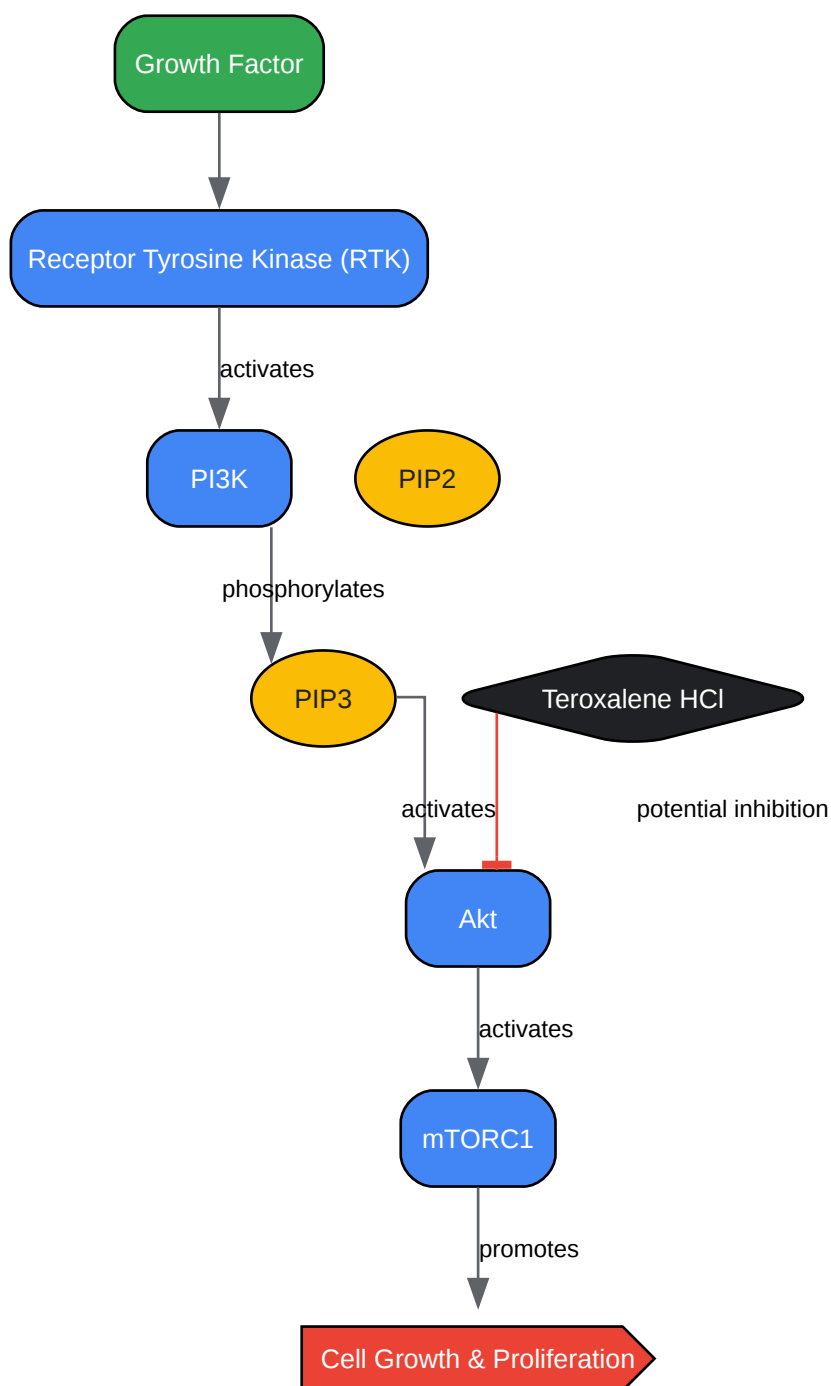 Growth Factor
Receptor Tyrosine Kinase (RTK)
activates
PI3K
PIP2
phosphorylates
PIP3
Teroxalene HCl
activates
potential inhibition
Akt
activates
mTORC1
promotes
Cell Growth & Proliferation